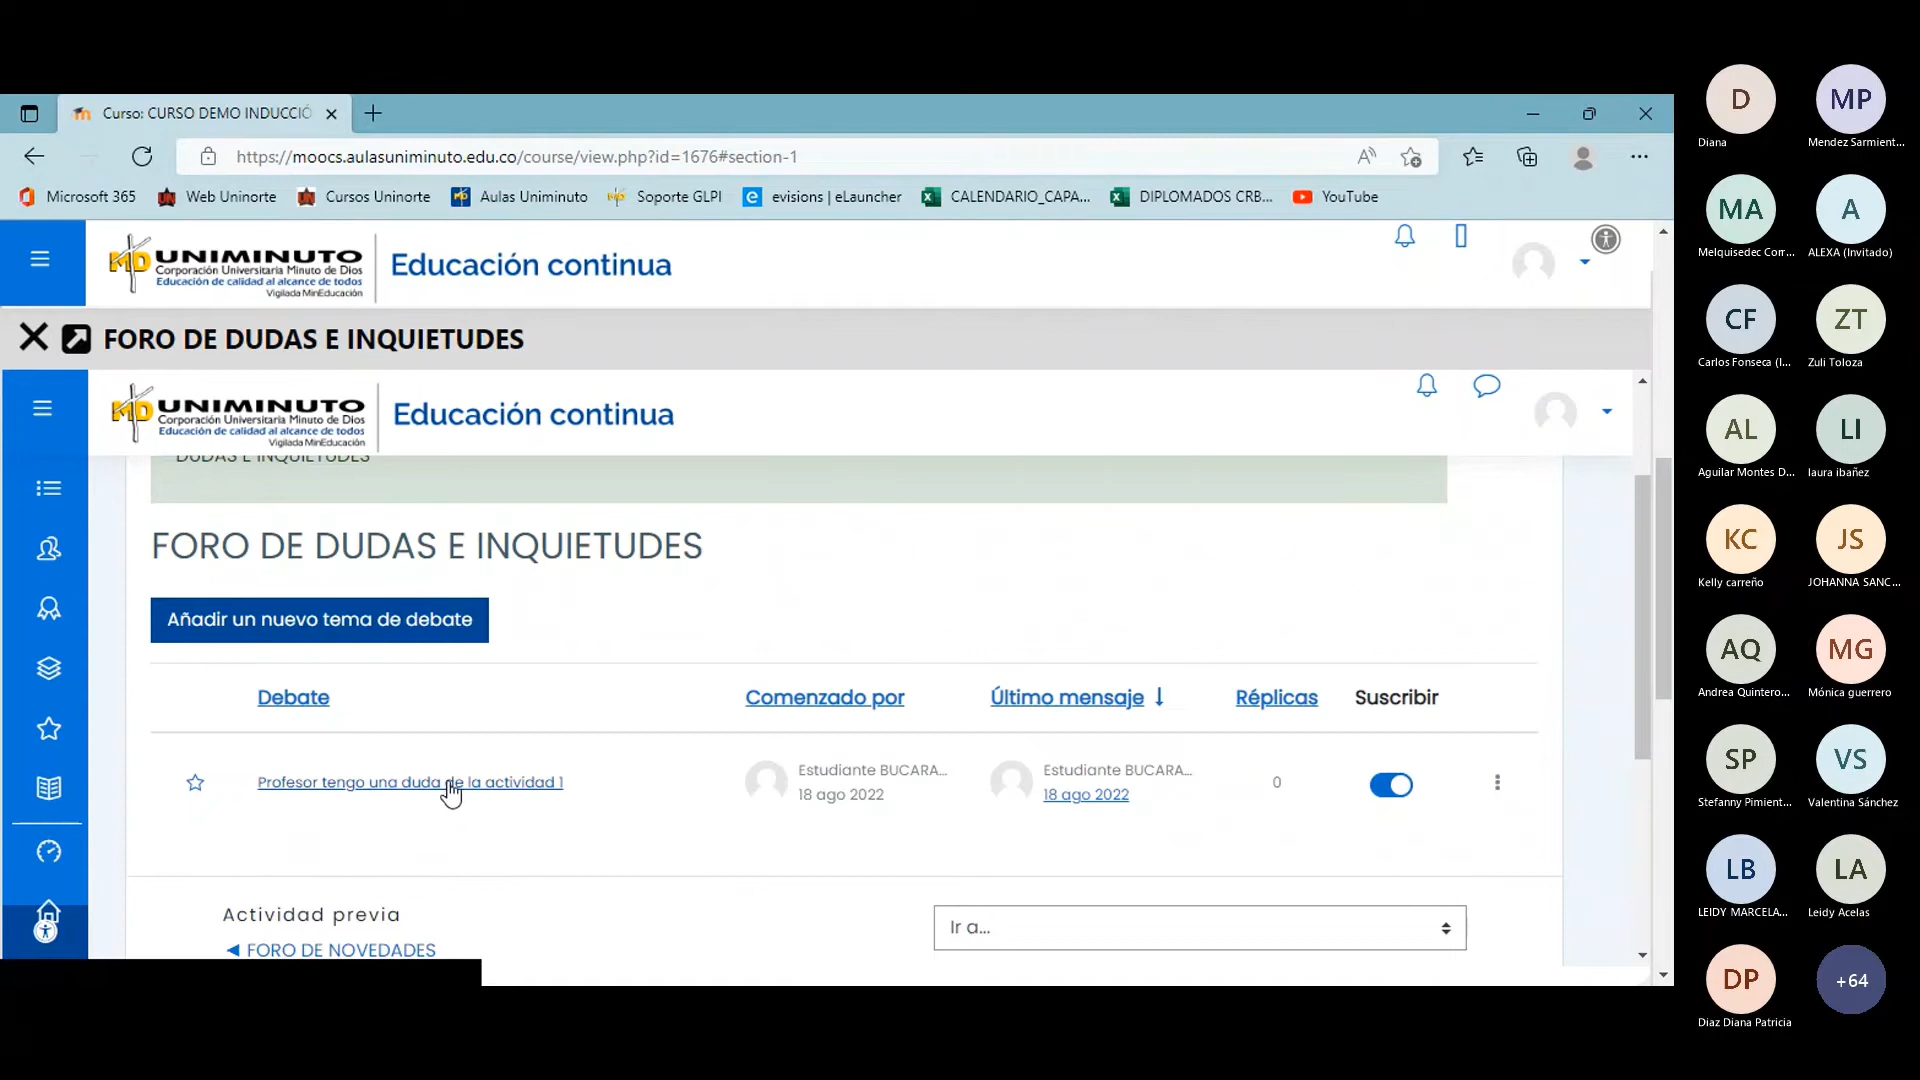 Curso: CURSO DEMO INDUCCIÓ
https://moocs.aulasuniminuto.edu.co/course/view.php?id=1676#section-1
Microsoft 365
Web Uninorte
Cursos Uninorte
Aulas Uniminuto
Soporte GLPI
evisions | eLauncher
CALENDARIO_CAPA...
DIPLOMADOS CRB...
YouTube
UNIMINUTO
Corporación Universitaria Minuto de Dios
Educación de calidad al alcance de todos
Vigilada MinEducación
Educación continua
FORO DE DUDAS E INQUIETUDES
UNIMINUTO
Corporación Universitaria Minuto de Dios
Educación de calidad al alcance de todos
Vigilada MinEducación
Educación continua
DUDAS E INQUIETUDES
FORO DE DUDAS E INQUIETUDES
Añadir un nuevo tema de debate
Debate
Comenzado por
Último mensaje
Réplicas
Suscribir
Profesor tengo una duda de la actividad 1
Estudiante BUCARA...
18 ago 2022
Estudiante BUCARA...
18 ago 2022
0
Actividad previa
◀ FORO DE NOVEDADES
Ir a...
D
Diana
MP
Mendez Sarmient...
MA
Melquisedec Corr...
A
ALEXA (Invitado)
CF
Carlos Fonseca (I...
ZT
Zuli Toloza
AL
Aguilar Montes D...
LI
laura ibañez
KC
Kelly carreño
JS
JOHANNA SANC...
AQ
Andrea Quintero...
MG
Mónica guerrero
SP
Stefanny Pimient...
VS
Valentina Sánchez
LB
LEIDY MARCELA...
LA
Leidy Acelas
DP
Diaz Diana Patricia
+64